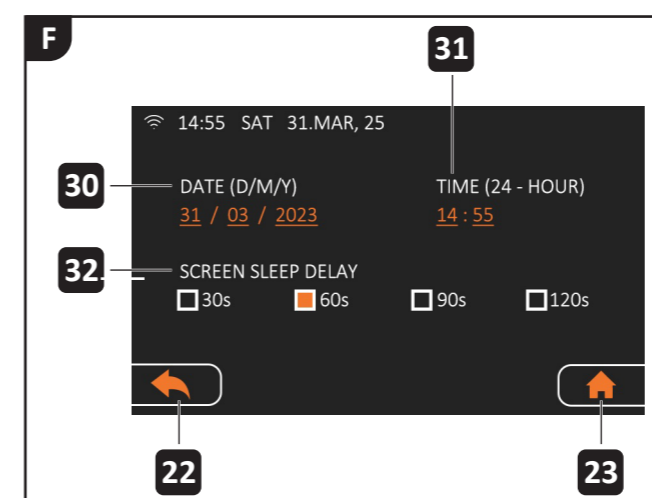 F
31
14:55 SAT 31.MAR, 25
30
DATE (D/M/Y) TIME (24 - HOUR)
31 / 03 / 2023 14 : 55
32
SCREEN SLEEP DELAY
30s 60s 90s 120s
22 23